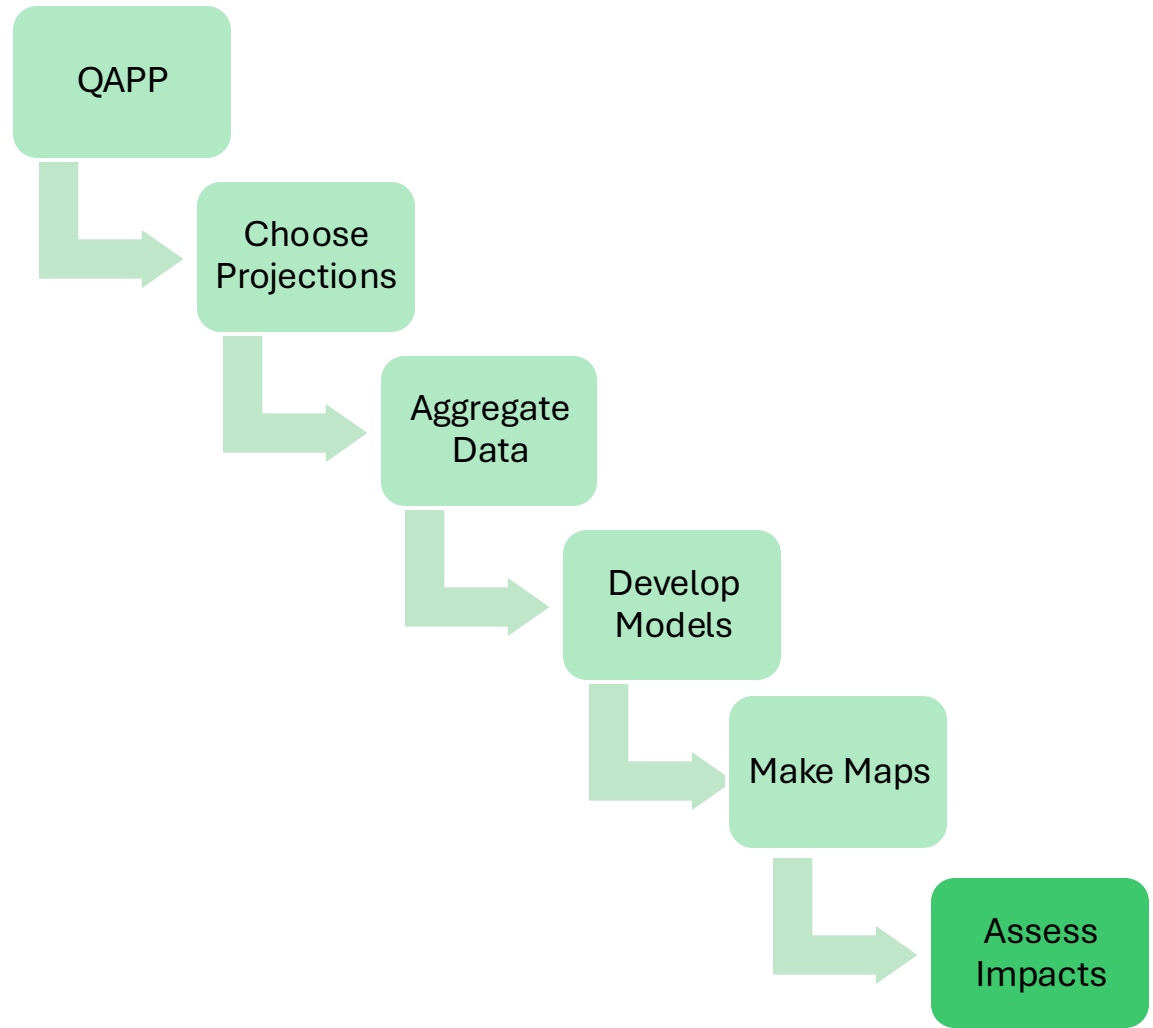 QAPP
Choose
Projections
Aggregate
Data
Develop
Models
Make Maps
Assess
Impacts